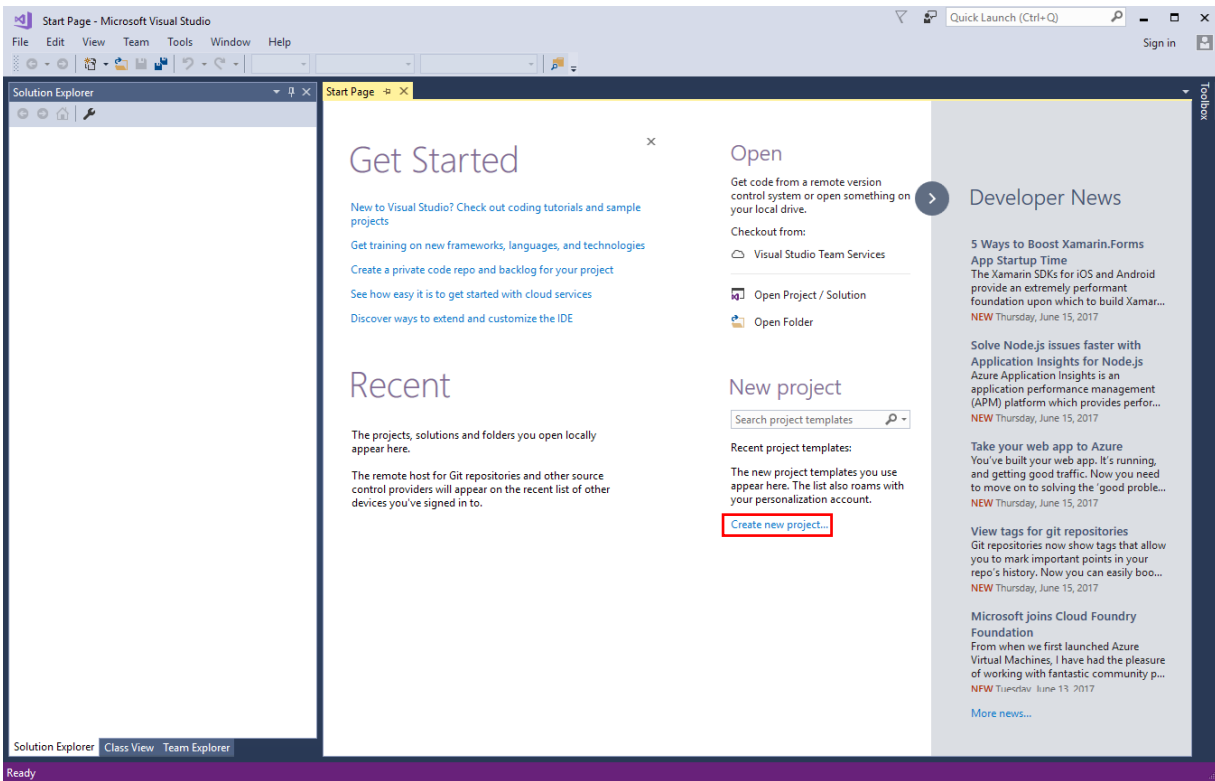 Start Page - Microsoft Visual Studio
Quick Launch (Ctrl+Q)
File Edit View Team Tools Window Help
Sign in
Solution Explorer
Start Page
Toolbox
Get Started
New to Visual Studio? Check out coding tutorials and sample
projects
Get training on new frameworks, languages, and technologies
Create a private code repo and backlog for your project
See how easy it is to get started with cloud services
Discover ways to extend and customize the IDE
Recent
The projects, solutions and folders you open locally
appear here.
The remote host for Git repositories and other source
control providers will appear on the recent list of other
devices you've signed in to.
Open
Get code from a remote version
control system or open something on
your local drive.
Checkout from:
Visual Studio Team Services
Open Project / Solution
Open Folder
New project
Search project templates
Recent project templates:
The new project templates you use
appear here. The list also roams with
your personalization account.
Create new project...
Developer News
5 Ways to Boost Xamarin.Forms
App Startup Time
The Xamarin SDKs for iOS and Android
provide an extremely performant
foundation upon which to build Xamar...
NEW Thursday, June 15, 2017
Solve Node.js issues faster with
Application Insights for Node.js
Azure Application Insights is an
application performance management
(APM) platform which provides perfor...
NEW Thursday, June 15, 2017
Take your web app to Azure
You've built your web app. It's running,
and getting good traffic. Now you need
to move on to solving the 'good proble...
NEW Thursday, June 15, 2017
View tags for git repositories
Git repositories now show tags that allow
you to mark important points in your
repo's history. Now you can easily boo...
NEW Thursday, June 15, 2017
Microsoft joins Cloud Foundry
Foundation
From when we first launched Azure
Virtual Machines, I have had the pleasure
of working with fantastic community p...
NEW Tuesday, June 13, 2017
More news...
Solution Explorer Class View Team Explorer
Ready